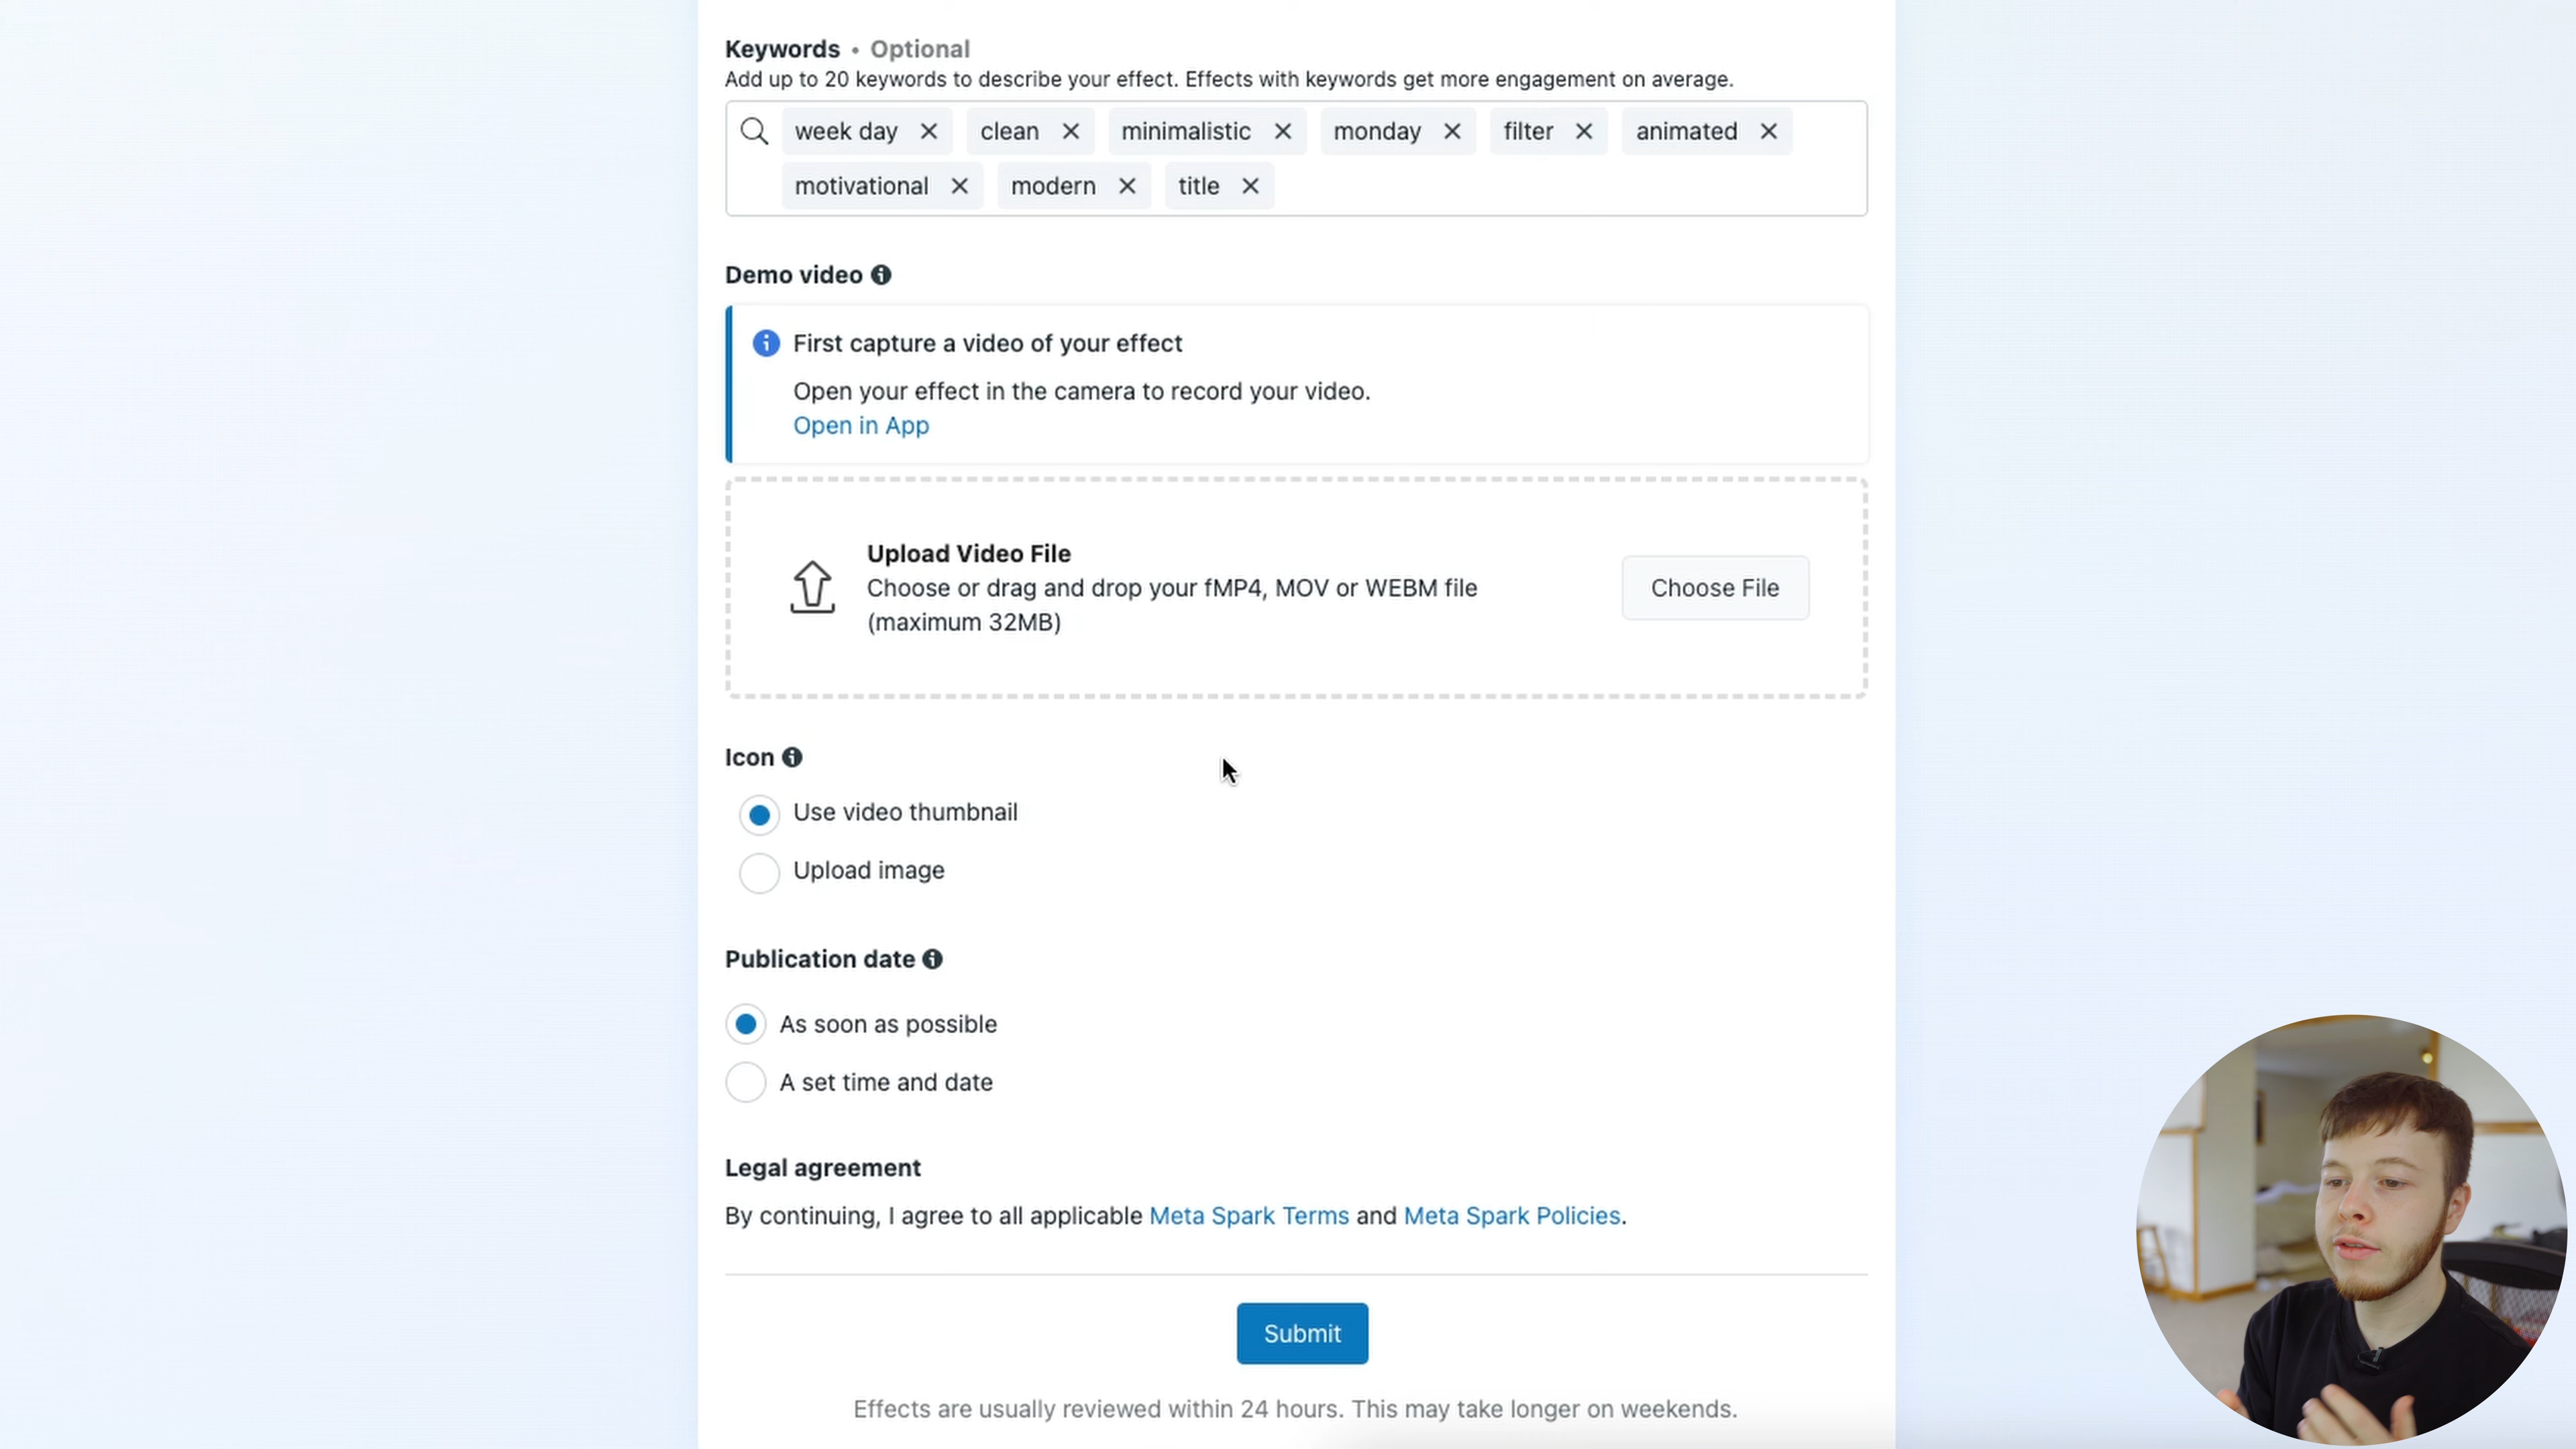 Keywords • Optional
Add up to 20 keywords to describe your effect. Effects with keywords get more engagement on average.
week day clean minimalistic monday filter animated
motivational modern title
Demo video
First capture a video of your effect
Open your effect in the camera to record your video.
Open in App
Upload Video File
Choose or drag and drop your fMP4, MOV or WEBM file
(maximum 32MB)
Choose File
Icon
Use video thumbnail
Upload image
Publication date
As soon as possible
A set time and date
Legal agreement
By continuing, I agree to all applicable Meta Spark Terms and Meta Spark Policies.
Submit
Effects are usually reviewed within 24 hours. This may take longer on weekends.